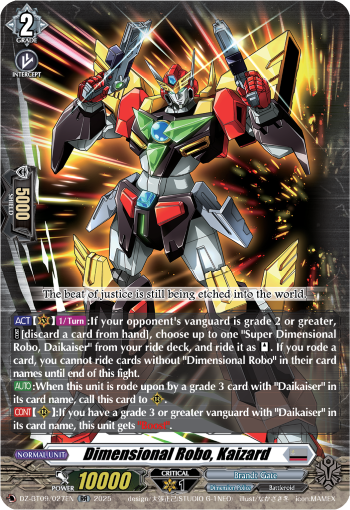 2
GRADE
INTERCEPT
5000
SHIELD
The beat of justice is still being etched into the world.
ACT 1/Turn :If your opponent's vanguard is grade 2 or greater,
[discard a card from hand], choose up to one "Super Dimensional
Robo, Daikaiser" from your ride deck, and ride it as . If you rode a
card, you cannot ride cards without "Dimensional Robo" in their card
names until end of this fight.
AUTO:When this unit is rode upon by a grade 3 card with "Daikaiser" in
its card name, call this card to .
CONT :If you have a grade 3 or greater vanguard with "Daikaiser" in
its card name, this unit gets "Boost".
NORMAL UNIT
Dimensional Robo, Kaizard
POWER 10000
CRITICAL
1
Brandt Gate
Dimension Police
Battleroid
2025